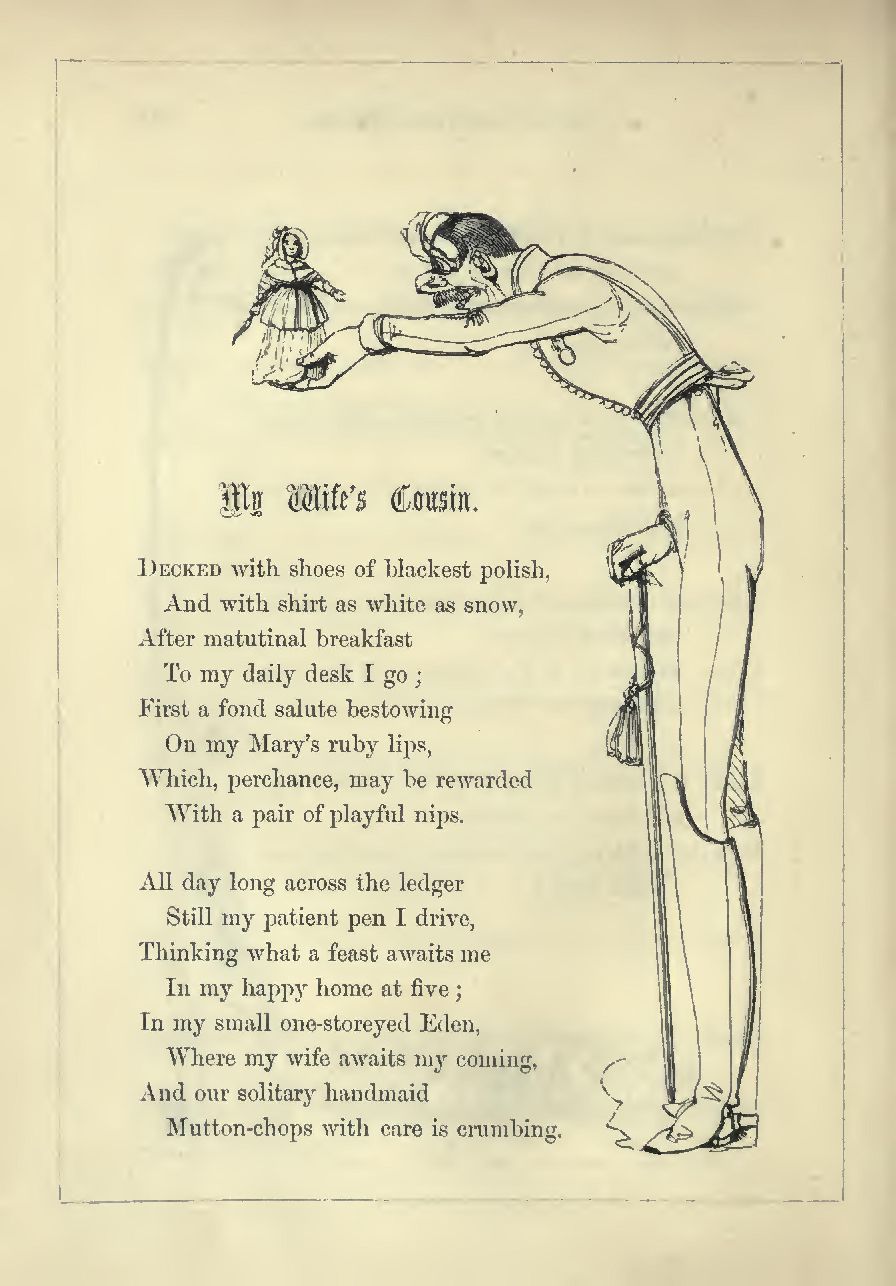 My Wife's Cousin.
DECKED with shoes of blackest polish,
And with shirt as white as snow,
After matutinal breakfast
To my daily desk I go ;
First a fond salute bestowing
On my Mary's ruby lips,
Which, perchance, may be rewarded
With a pair of playful nips.
All day long across the ledger
Still my patient pen I drive,
Thinking what a feast awaits me
In my happy home at five ;
In my small one-storeyed Eden,
Where my wife awaits my coming,
And our solitary handmaid
Mutton-chops with care is crumbing.